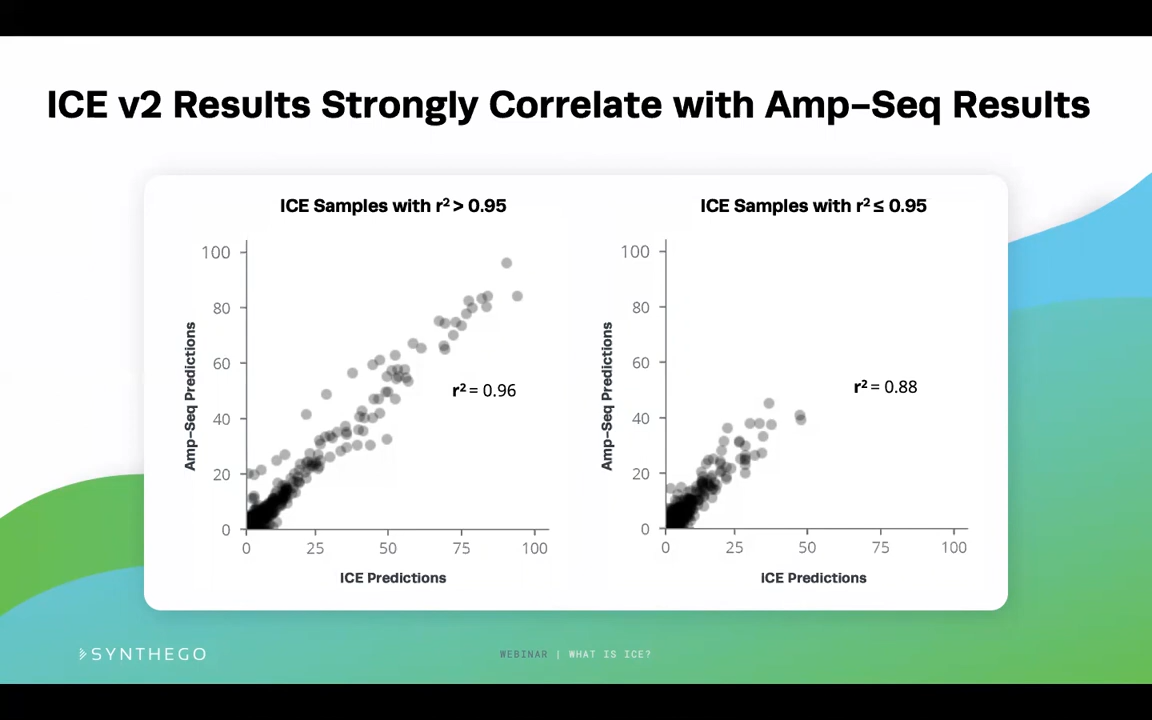 ICE v2 Results Strongly Correlate with Amp-Seq Results
ICE Samples with r² > 0.95
100
80
60
40
20
0
Amp-Seq Predictions
r² = 0.96
0 25 50 75 100
ICE Predictions
ICE Samples with r² ≤ 0.95
100
80
60
40
20
0
Amp-Seq Predictions
r² = 0.88
0 25 50 75 100
ICE Predictions
SYNTHEGO
WEBINAR | WHAT IS ICE?